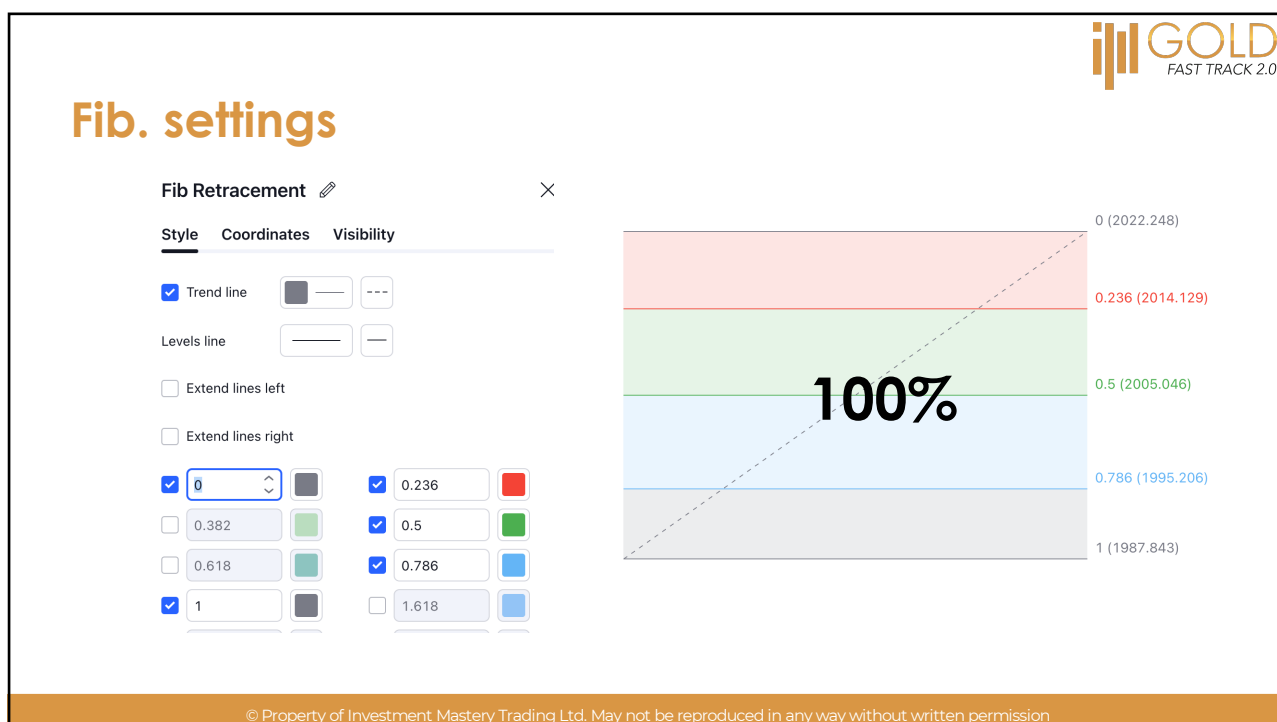 GOLD
FAST TRACK 2.0
Fib. settings
Fib Retracement
Style Coordinates Visibility
Trend line
Levels line
Extend lines left
Extend lines right
0 0.236
0.382 0.5
0.618 0.786
1 1.618
0 (2022.248)
0.236 (2014.129)
0.5 (2005.046)
100%
0.786 (1995.206)
1 (1987.843)
© Property of Investment Mastery Trading Ltd. May not be reproduced in any way without written permission